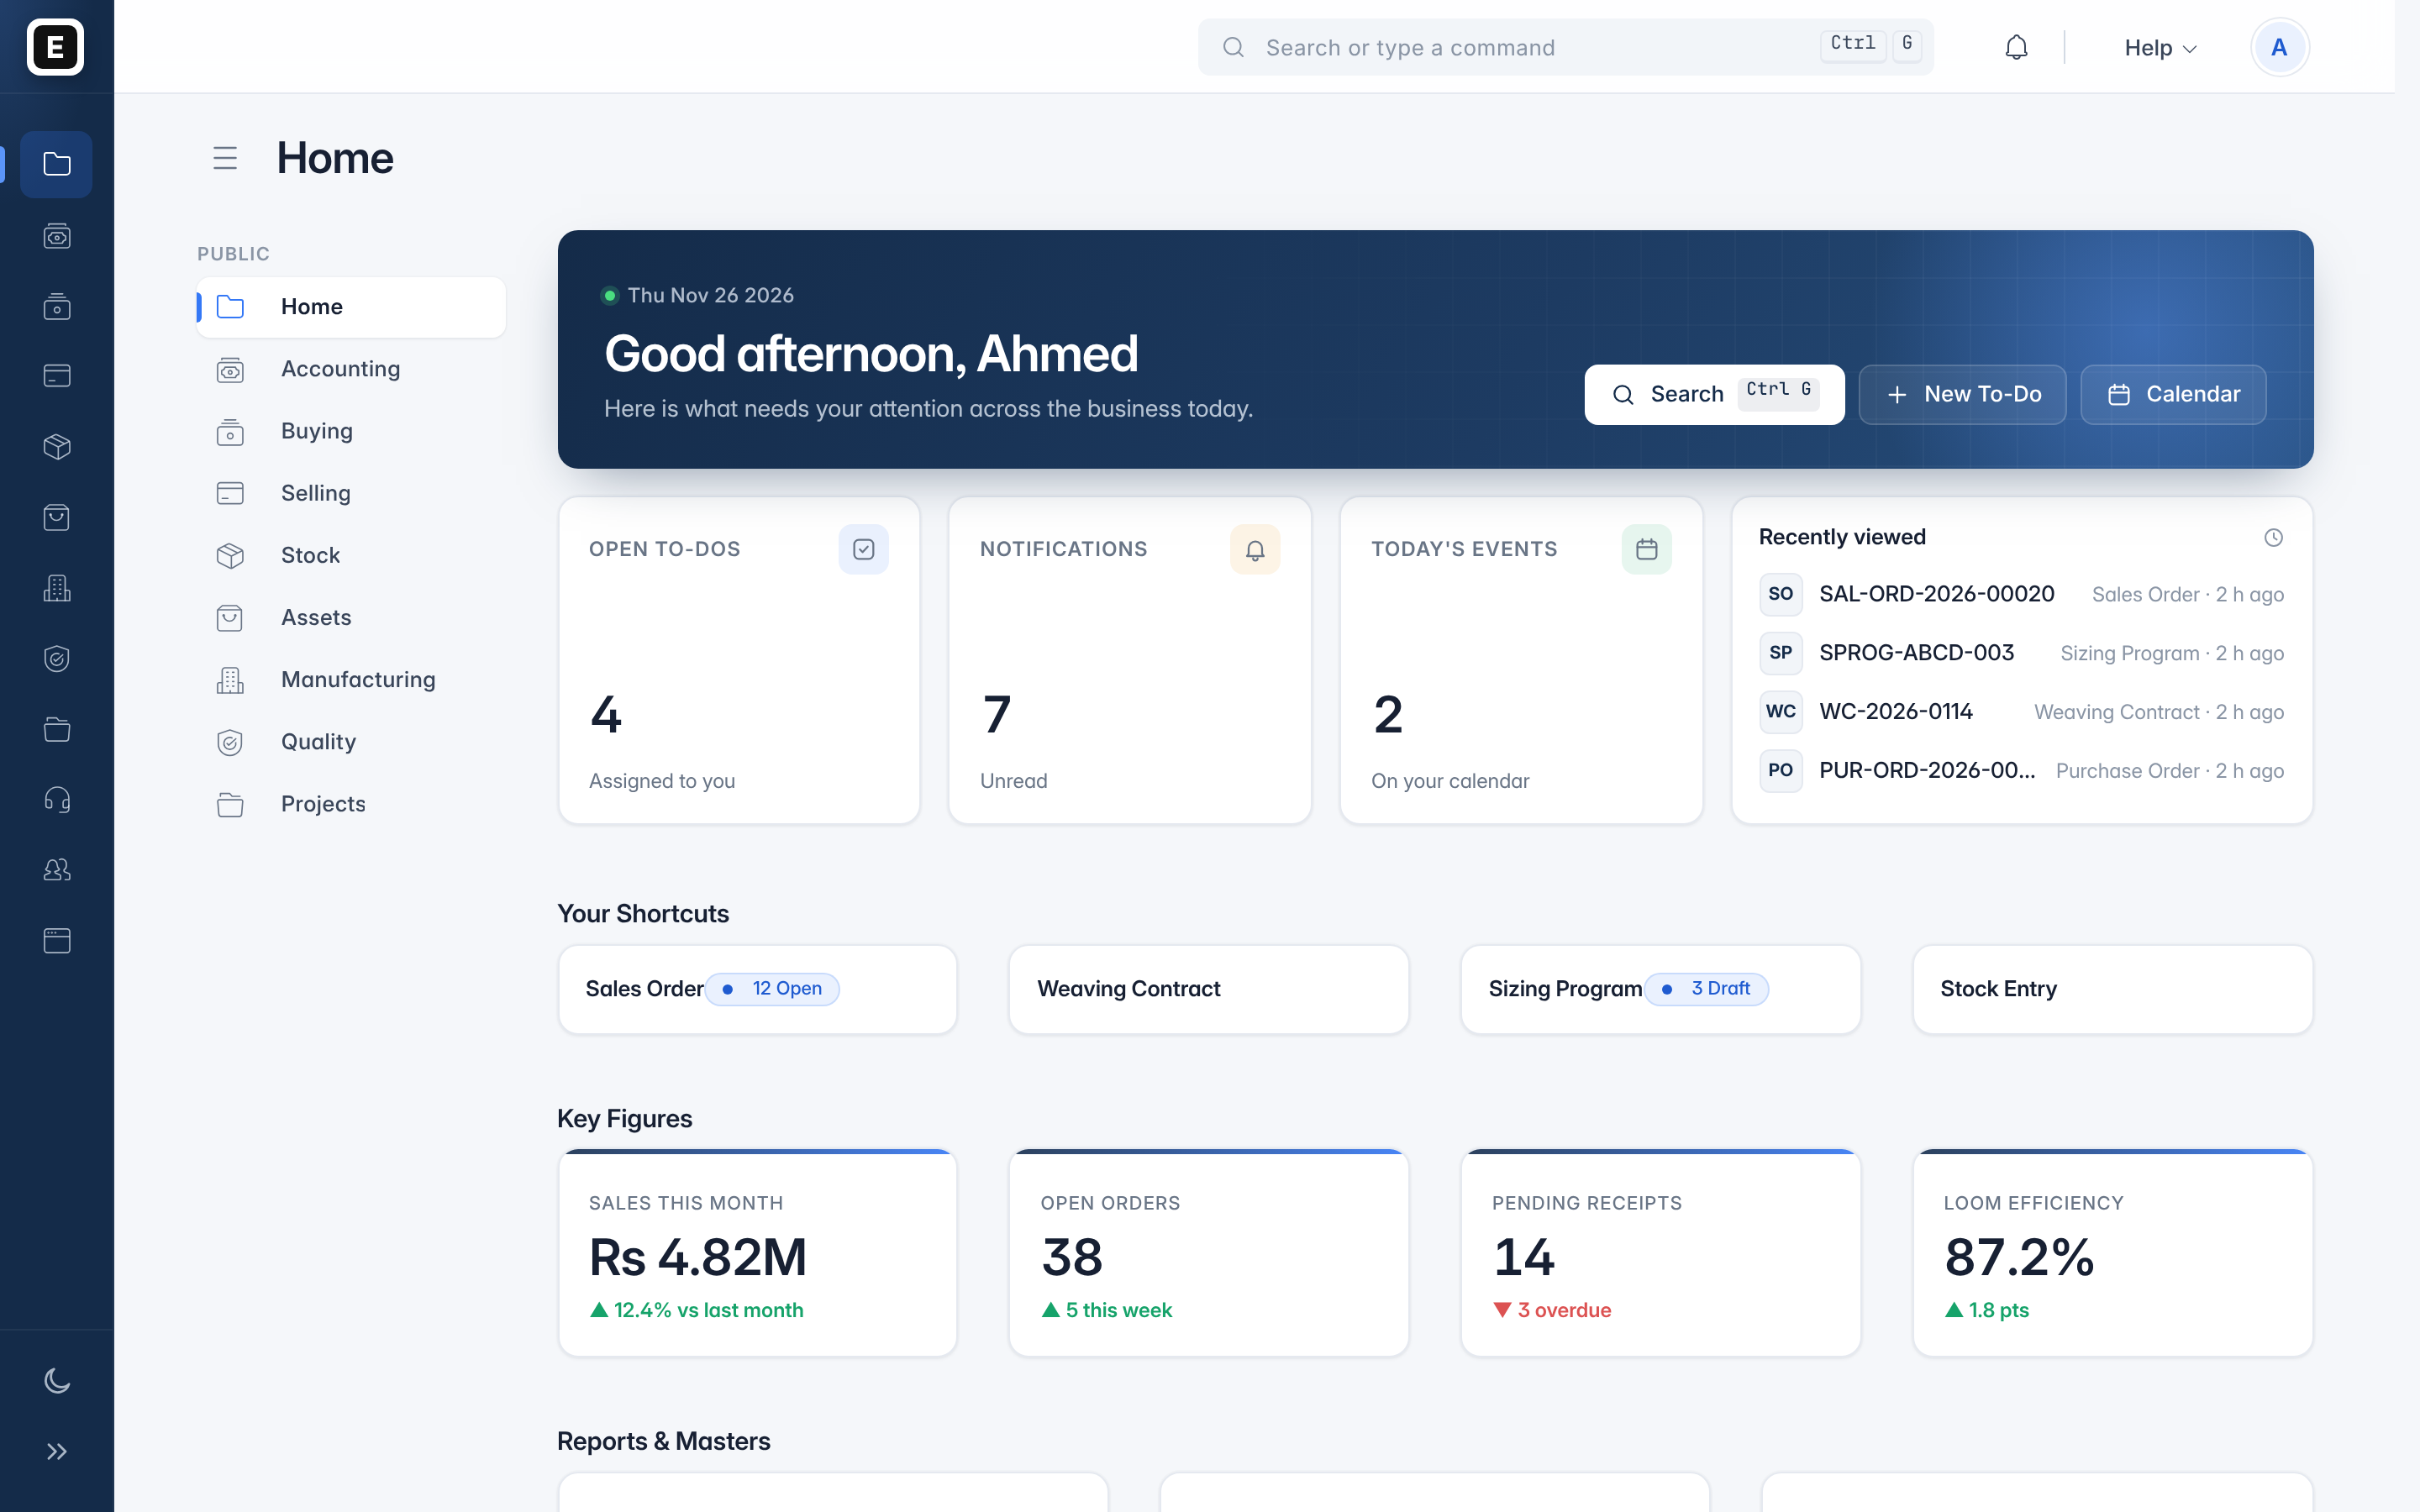 E
Search or type a command Ctrl G
Help
A
Home
PUBLIC
Home
Accounting
Buying
Selling
Stock
Assets
Manufacturing
Quality
Projects
Thu Nov 26 2026
Good afternoon, Ahmed
Here is what needs your attention across the business today.
Search Ctrl G
New To-Do
Calendar
OPEN TO-DOS
4
Assigned to you
NOTIFICATIONS
7
Unread
TODAY'S EVENTS
2
On your calendar
Recently viewed
SO SAL-ORD-2026-00020 Sales Order · 2 h ago
SP SPROG-ABCD-003 Sizing Program · 2 h ago
WC WC-2026-0114 Weaving Contract · 2 h ago
PO PUR-ORD-2026-00... Purchase Order · 2 h ago
Your Shortcuts
Sales Order 12 Open
Weaving Contract
Sizing Program 3 Draft
Stock Entry
Key Figures
SALES THIS MONTH
Rs 4.82M
▲ 12.4% vs last month
OPEN ORDERS
38
▲ 5 this week
PENDING RECEIPTS
14
▼ 3 overdue
LOOM EFFICIENCY
87.2%
▲ 1.8 pts
Reports & Masters